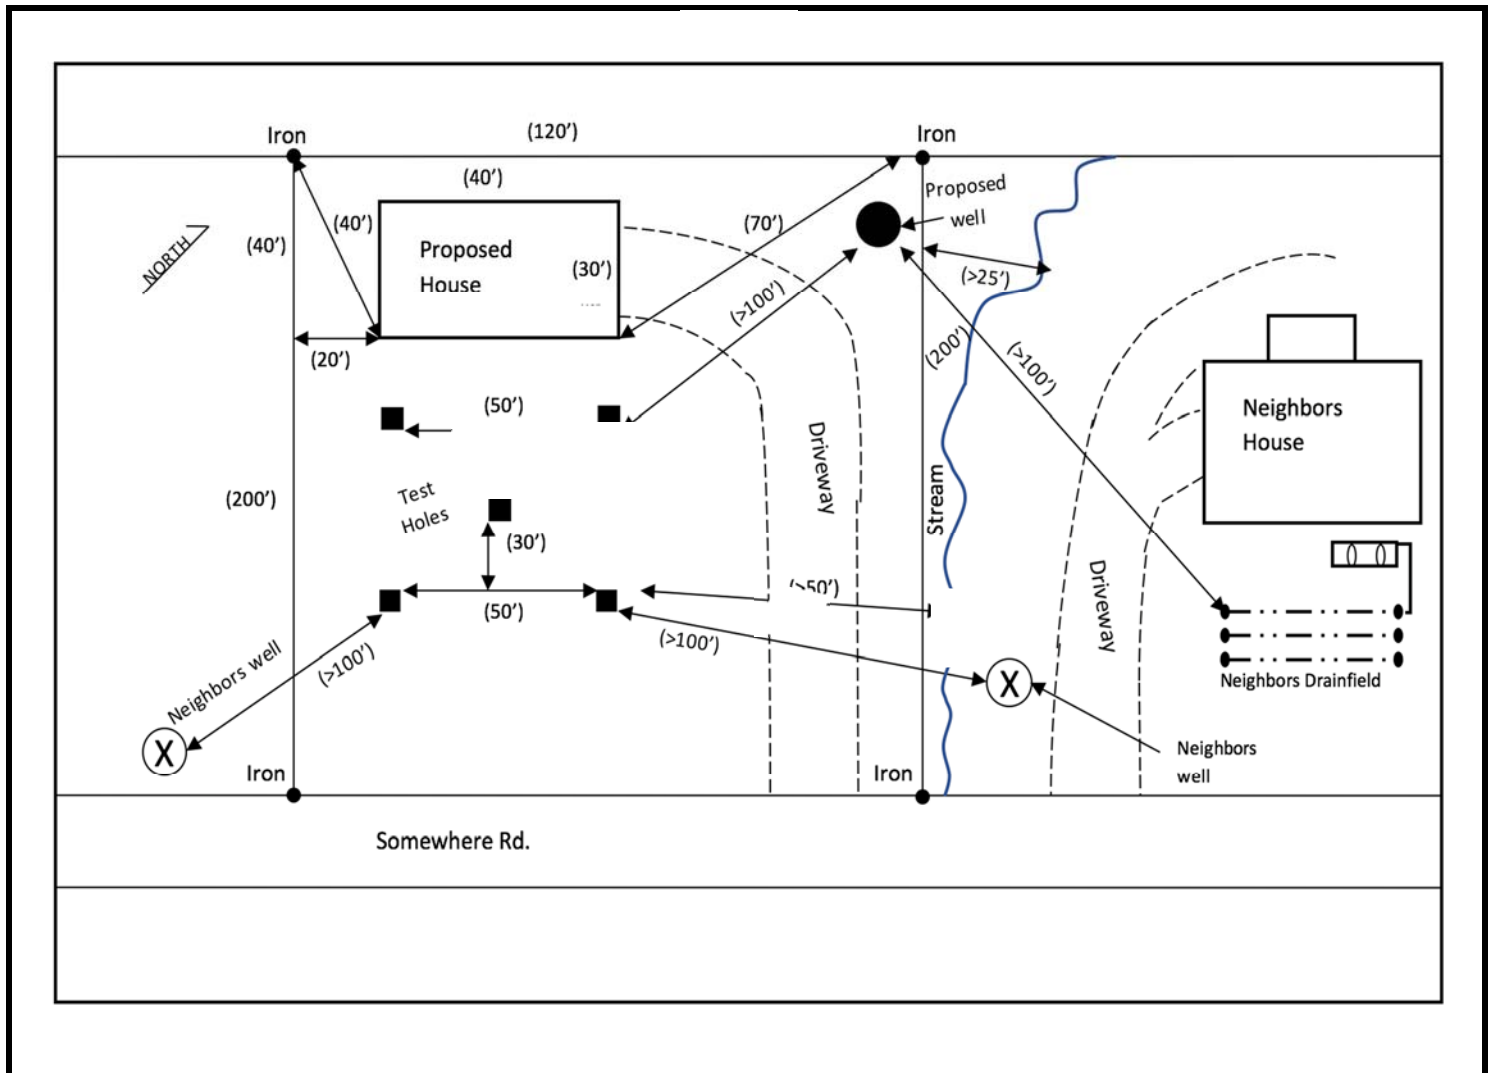 Iron
(120’)
Iron
(40’)
Proposed
well
NORTH
(40’)
(40’)
Proposed
House
(30’)
(70’)
(>25’)
(>100’)
(20’)
(200’)
(>100’)
(50’)
Neighbors
House
Driveway
Test
Holes
(200’)
Stream
(30’)
Driveway
(50’)
(>50’)
(>100’)
Neighbors well
(>100’)
Neighbors Drainfield
X
X
Neighbors
well
Iron
Iron
Somewhere Rd.